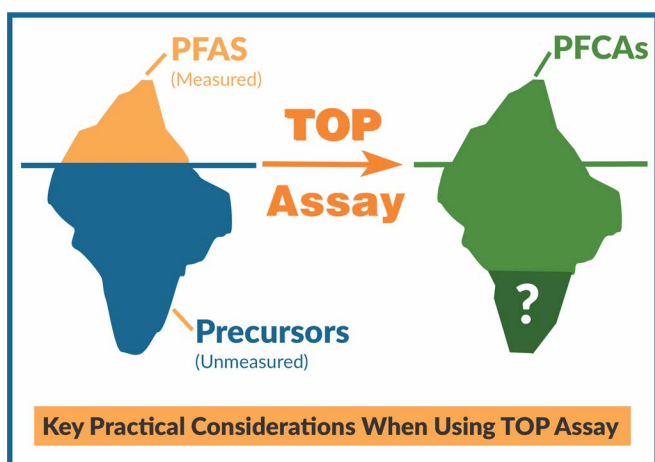 PFAS
(Measured)
TOP
Assay
Precursors
(Unmeasured)
PFCAs
?
Key Practical Considerations When Using TOP Assay